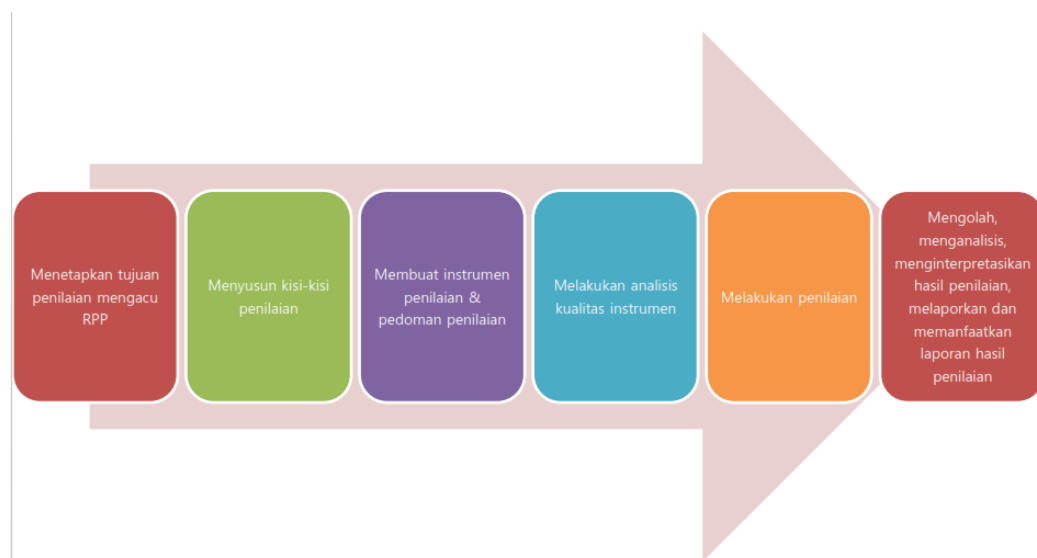 Menetapkan tujuan
penilaian mengacu
RPP
Menyusun kisi-kisi
penilaian
Membuat instrumen
penilaian &
pedoman penilaian
Melakukan analisis
kualitas instrumen
Melakukan penilaian
Mengolah,
menganalisis,
menginterpretasikan
hasil penilaian,
melaporkan dan
memanfaatkan
laporan hasil
penilaian